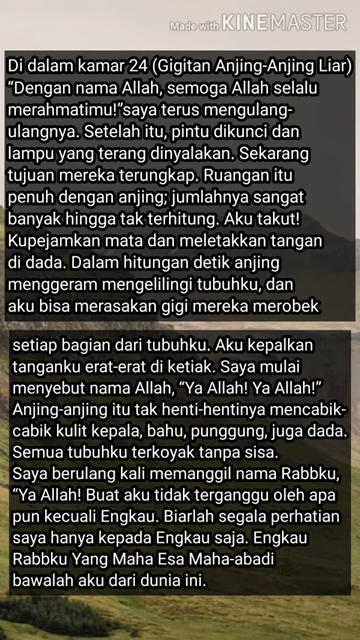 Made with KINEMASTER
Di dalam kamar 24 (Gigitan Anjing-Anjing Liar)
“Dengan nama Allah, semoga Allah selalu
merahmatimu!”saya terus mengulang-
ulangnya. Setelah itu, pintu dikunci dan
lampu yang terang dinyalakan. Sekarang
tujuan mereka terungkap. Ruangan itu
penuh dengan anjing; jumlahnya sangat
banyak hingga tak terhitung. Aku takut!
Kupejamkan mata dan meletakkan tangan
di dada. Dalam hitungan detik anjing
menggeram mengelilingi tubuhku, dan
aku bisa merasakan gigi mereka merobek
setiap bagian dari tubuhku. Aku kepalkan
tanganku erat-erat di ketiak. Saya mulai
menyebut nama Allah, “Ya Allah! Ya Allah!”
Anjing-anjing itu tak henti-hentinya mencabik-
cabik kulit kepala, bahu, punggung, juga dada.
Semua tubuhku terkoyak tanpa sisa.
Saya berulang kali memanggil nama Rabbku,
“Ya Allah! Buat aku tidak terganggu oleh apa
pun kecuali Engkau. Biarlah segala perhatian
saya hanya kepada Engkau saja. Engkau
Rabbku Yang Maha Esa Maha-abadi
bawalah aku dari dunia ini.